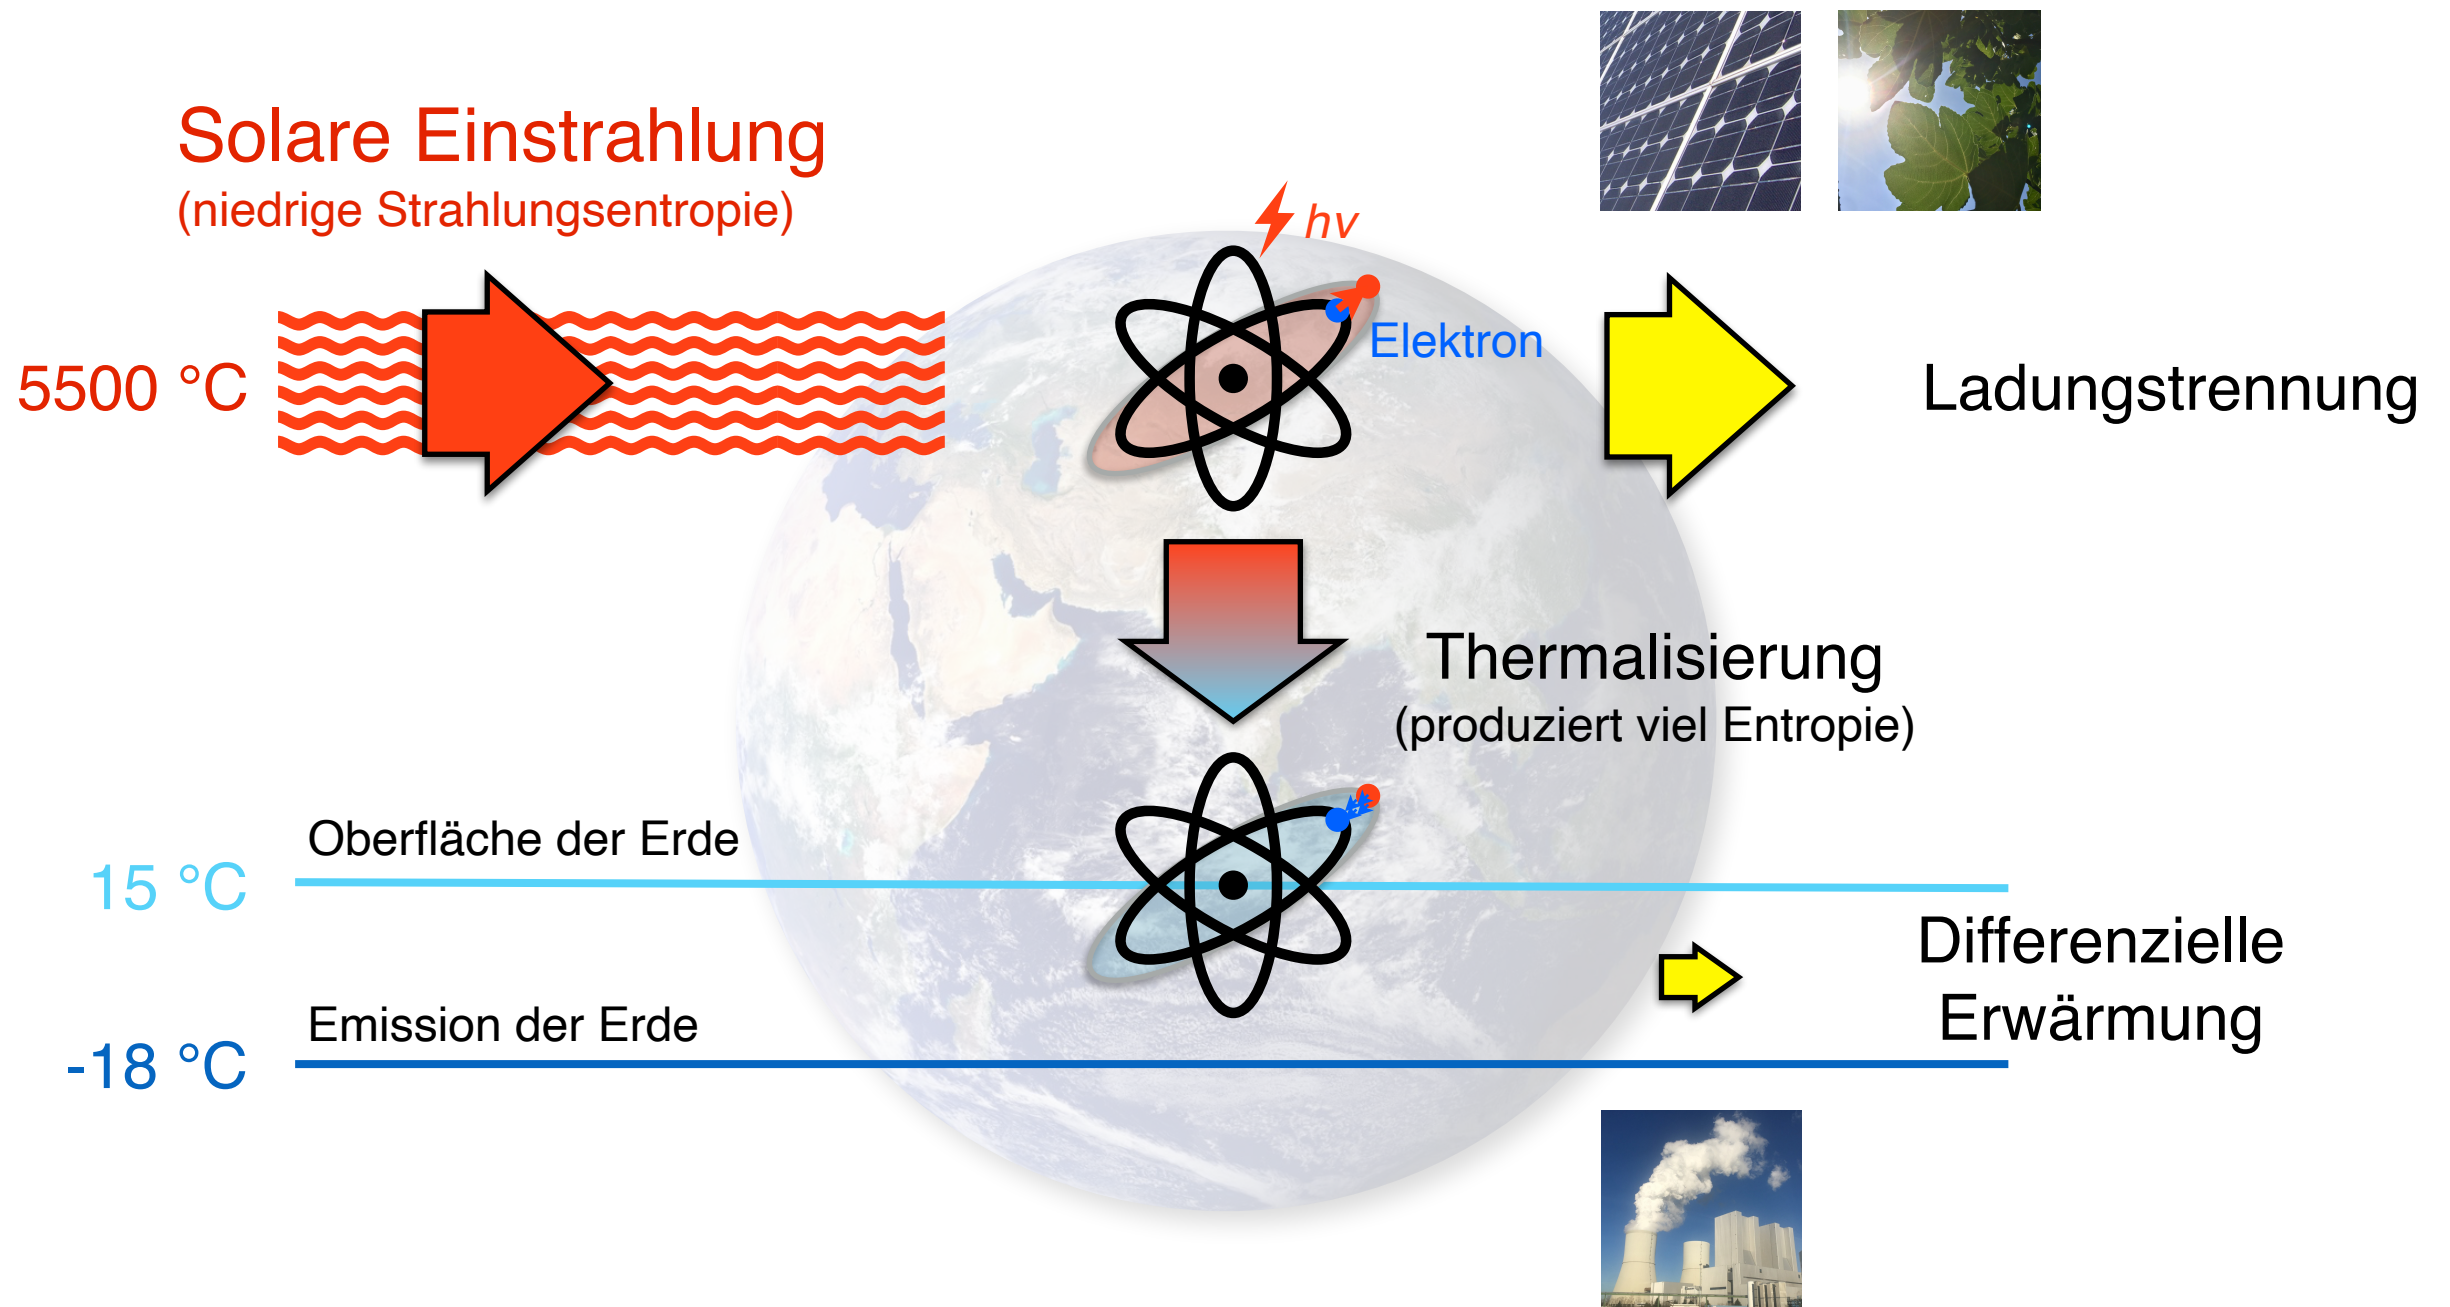 Solare Einstrahlung
(niedrige Strahlungsentropie)
hν
Elektron
5500 °C
Ladungstrennung
Thermalisierung
(produziert viel Entropie)
Oberfläche der Erde
15 °C
Differenzielle
Erwärmung
Emission der Erde
-18 °C